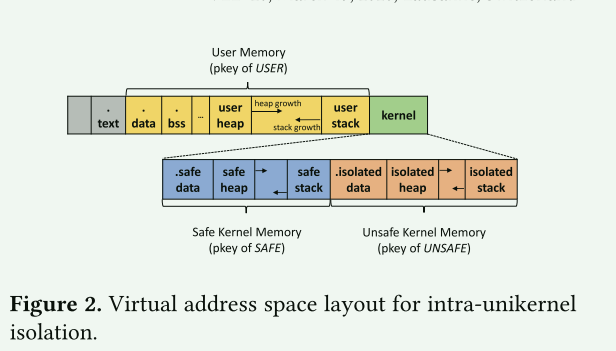 User Memory
(pkey of USER)
.
text
.
data
.
bss
...
user
heap
heap growth
stack growth
user
stack
kernel
.safe
data
safe
heap
safe
stack
.isolated
data
isolated
heap
isolated
stack
Safe Kernel Memory
(pkey of SAFE)
Unsafe Kernel Memory
(pkey of UNSAFE)
Figure 2. Virtual address space layout for intra-unikernel
isolation.